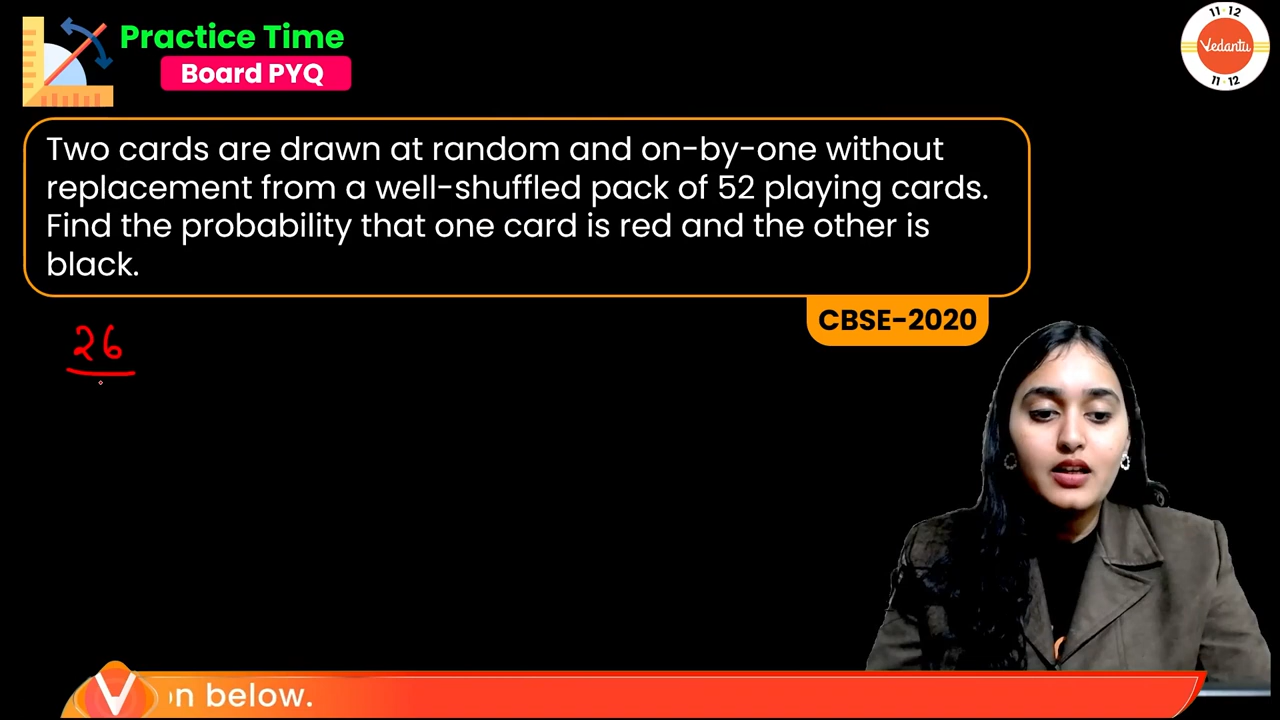 Practice Time
Board PYQ
11-12
Vedantu
11-12
Two cards are drawn at random and on-by-one without
replacement from a well-shuffled pack of 52 playing cards.
Find the probability that one card is red and the other is
black.
CBSE-2020
26
on below.